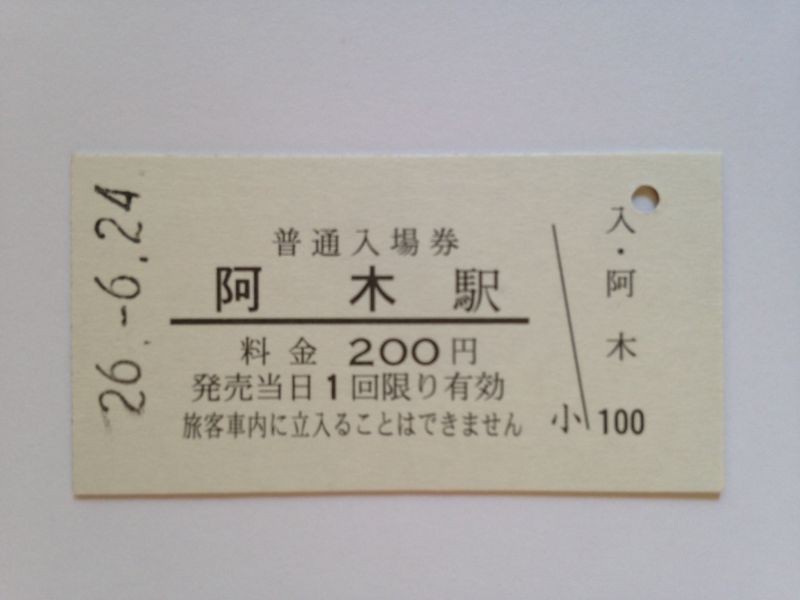 26.-6.24
普通入場券
阿木駅
料金 200円
発売当日1回限り有効
旅客車内に立入ることはできません
入・阿木
小 100